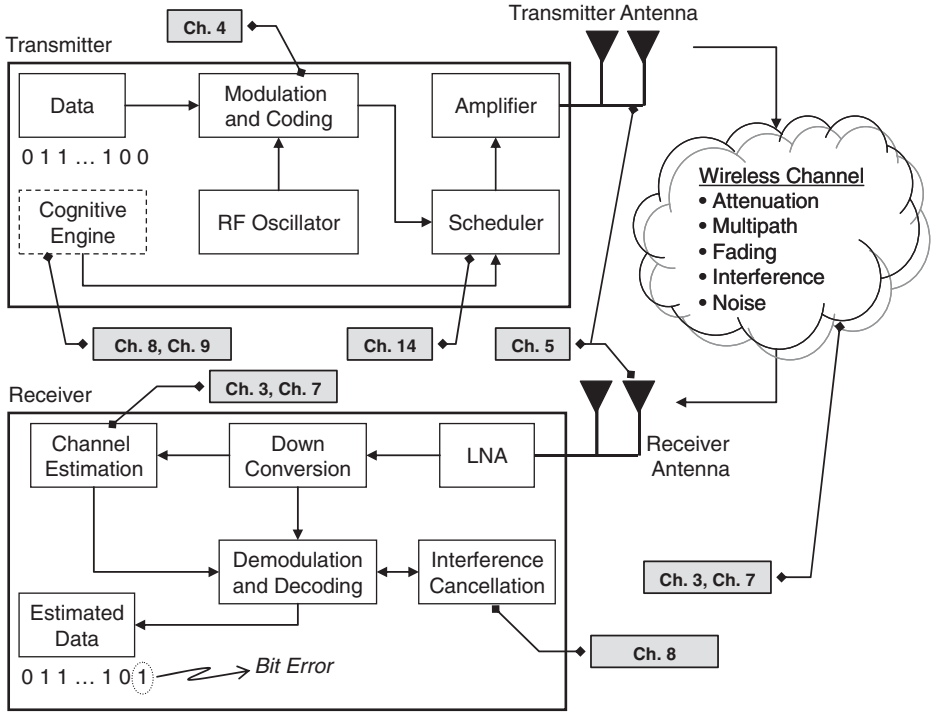 Transmitter Antenna
Ch. 4
Transmitter
Data
Modulation
and Coding
Amplifier
0 1 1 ... 1 0 0
Cognitive
Engine
RF Oscillator
Scheduler
Wireless Channel
• Attenuation
• Multipath
• Fading
• Interference
• Noise
Ch. 8, Ch. 9
Ch. 14
Ch. 5
Ch. 3, Ch. 7
Receiver
Channel
Estimation
Down
Conversion
LNA
Receiver
Antenna
Demodulation
and Decoding
Interference
Cancellation
Ch. 3, Ch. 7
Estimated
Data
0 1 1 ... 1 0 1
Bit Error
Ch. 8